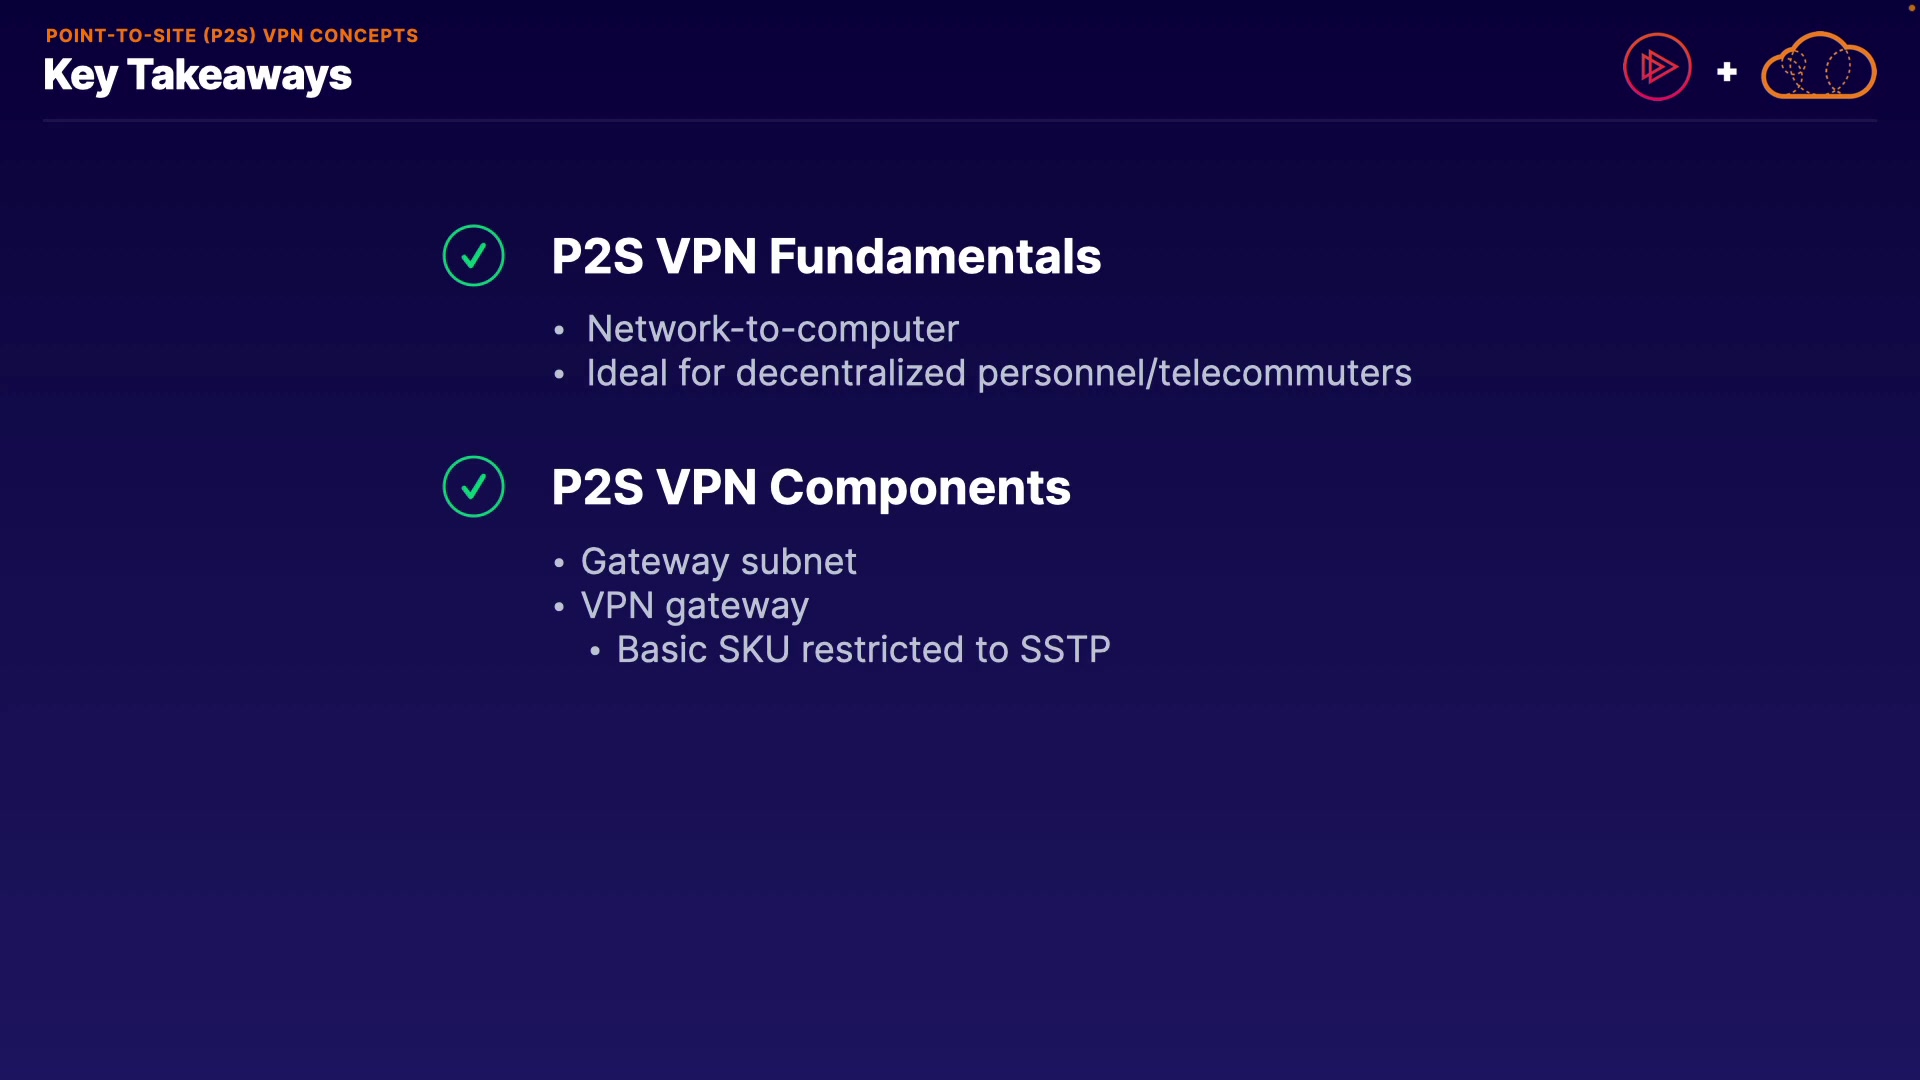 POINT-TO-SITE (P2S) VPN CONCEPTS
Key Takeaways
P2S VPN Fundamentals
• Network-to-computer
• Ideal for decentralized personnel/telecommuters
P2S VPN Components
• Gateway subnet
• VPN gateway
• Basic SKU restricted to SSTP